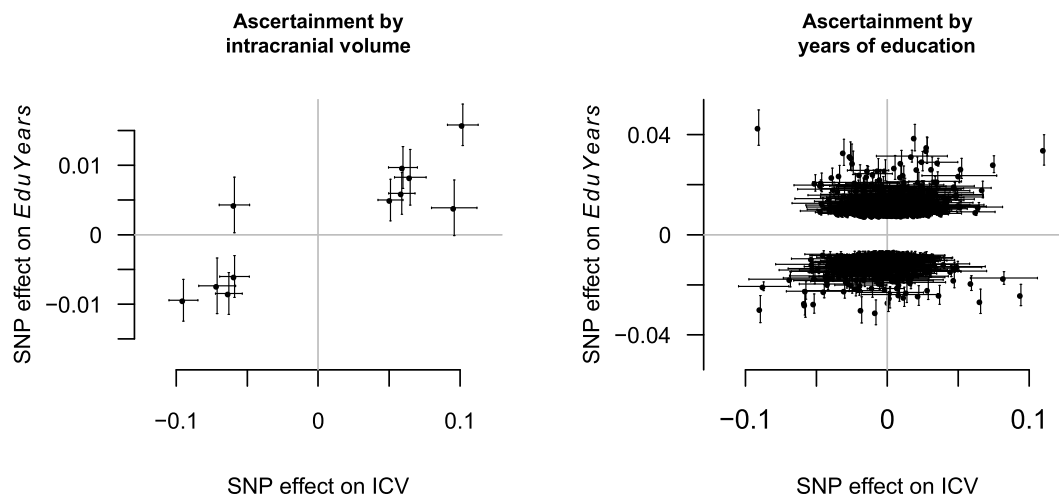 Ascertainment by
intracranial volume
SNP effect on EduYears
0.01
0
−0.01
−0.1
0
0.1
SNP effect on ICV
Ascertainment by
years of education
SNP effect on EduYears
0.04
0
−0.04
−0.1
0
0.1
SNP effect on ICV